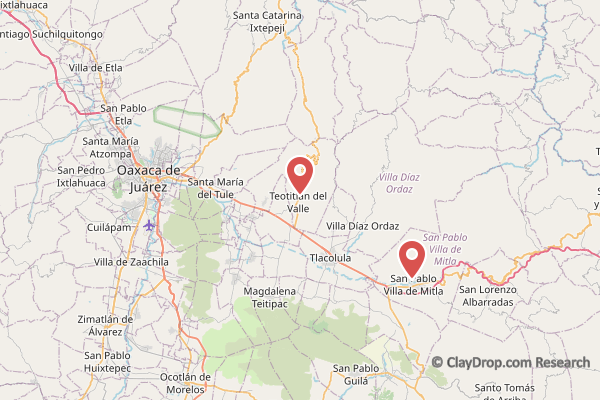 Santa Catarina
Ixtepeji
Ixtlahuaca
Santiago Suchilquitongo
Villa de Etla
San Pablo
Etla
Santa María
Atzompa
San Pedro
Ixtlahuaca
Oaxaca de
Juárez
Santa María
del Tule
Teotitlán del
Valle
Villa Díaz
Ordaz
Cuilápam
Villa Díaz Ordaz
San Pablo
Villa de
Mitla
Villa de Zaachila
Tlacolula
San Pablo
Villa de Mitla
San Lorenzo
Albarradas
Magdalena
Teitipac
Zimatlán de
Álvarez
San Pablo
Huixtepec
Ocotlán de
Morelos
San Pablo
Guilá
© ClayDrop.com Research
Santo Tomás
de Arriba
y